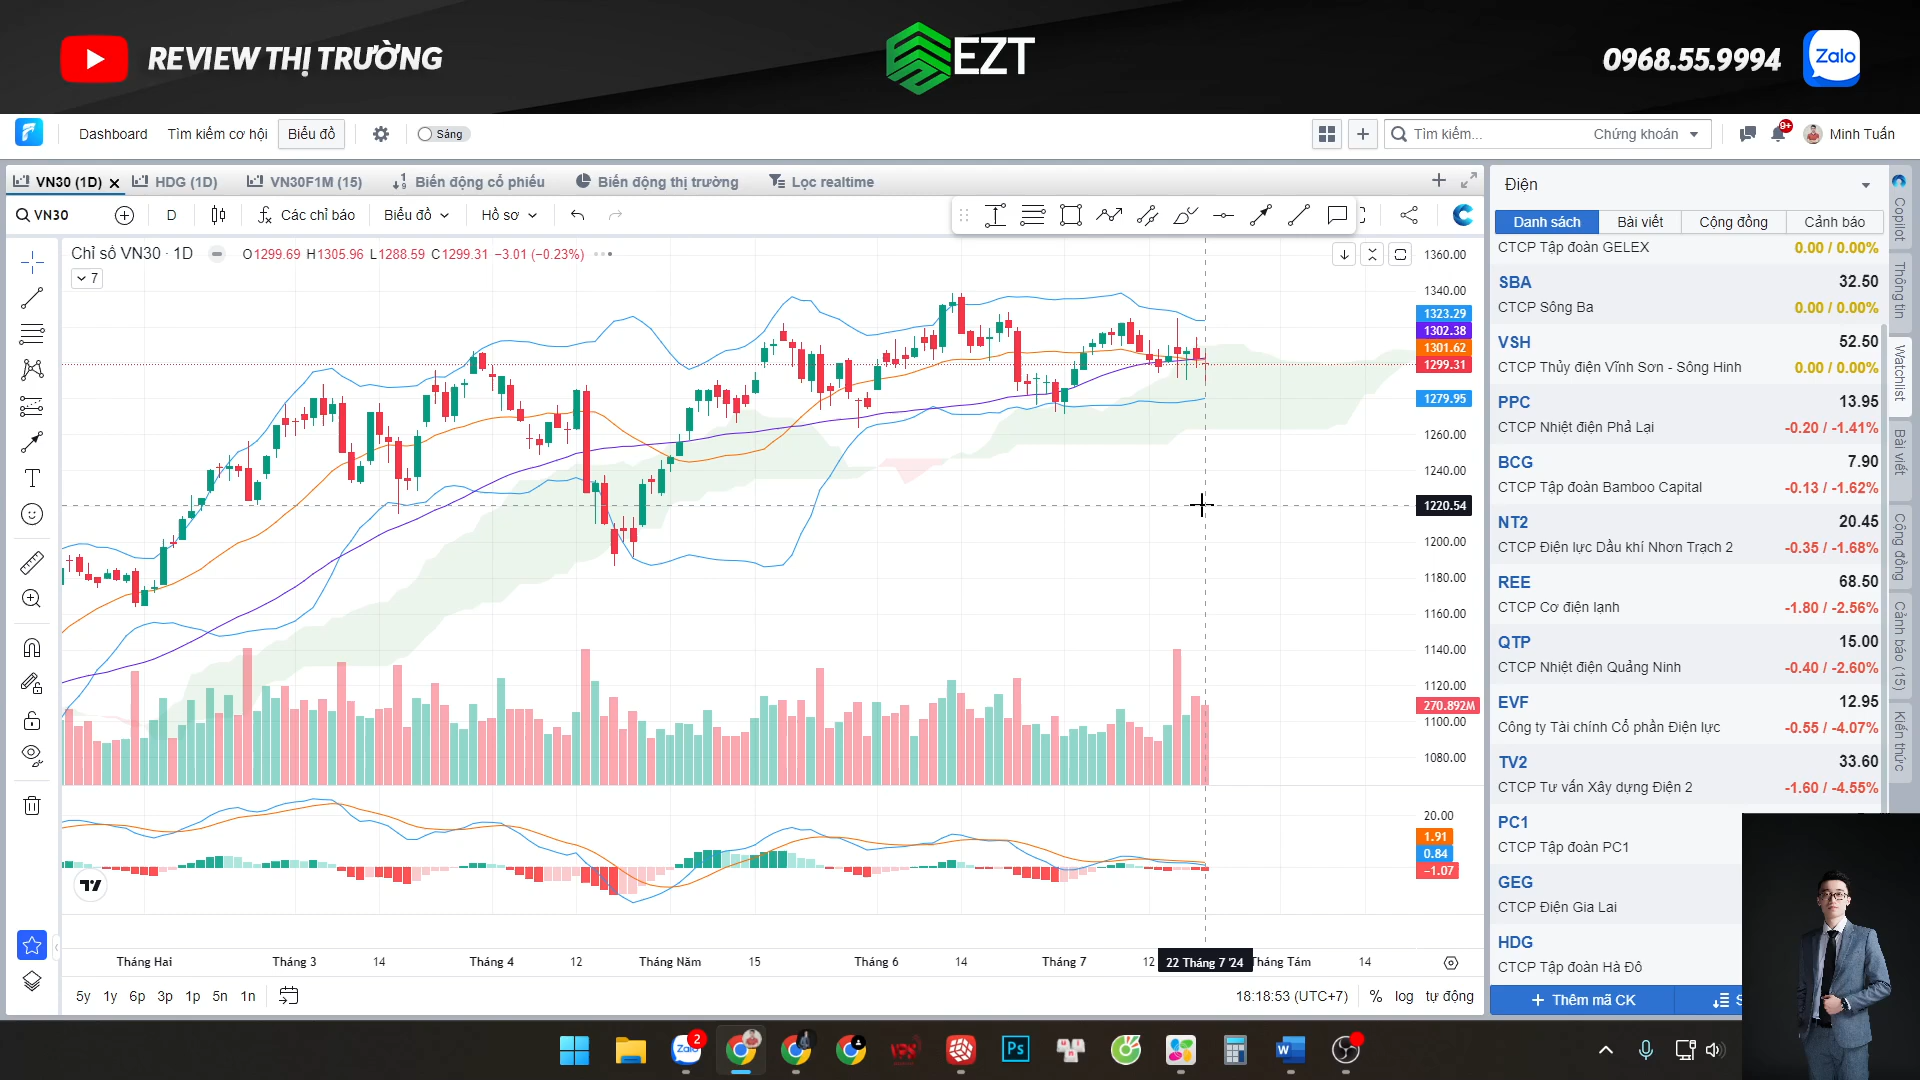 REVIEW THỊ TRƯỜNG
EZT
0968.55.9994
Zalo
Dashboard
Tìm kiếm cơ hội
Biểu đồ
Sáng
Tìm kiếm...
Chứng khoán
9+
Minh Tuấn
VN30 (1D)
HDG (1D)
VN30F1M (15)
Biến động cổ phiếu
Biến động thị trường
Lọc realtime
VN30
D
Các chỉ báo
Biểu đồ
Hồ sơ
Chỉ số VN30 · 1D
O1299.69 H1305.96 L1288.59 C1299.31 −3.01 (−0.23%)
7
1360.00
1340.00
1323.29
1302.38
1301.62
1299.31
1279.95
1260.00
1240.00
1220.54
1200.00
1180.00
1160.00
1140.00
1120.00
270.892M
1100.00
1080.00
20.00
1.91
0.84
−1.07
Tháng Hai
Tháng 3
14
Tháng 4
12
Tháng Năm
15
Tháng 6
14
Tháng 7
12
22 Tháng 7 '24
Tháng Tám
14
5y 1y 6p 3p 1p 5n 1n
18:18:53 (UTC+7)
%
log
tự động
Điện
Danh sách
Bài viết
Cộng đồng
Cảnh báo
CTCP Tập đoàn GELEX
0.00 / 0.00%
SBA
32.50
CTCP Sông Ba
0.00 / 0.00%
VSH
52.50
CTCP Thủy điện Vĩnh Sơn - Sông Hinh
0.00 / 0.00%
PPC
13.95
CTCP Nhiệt điện Phả Lại
-0.20 / -1.41%
BCG
7.90
CTCP Tập đoàn Bamboo Capital
-0.13 / -1.62%
NT2
20.45
CTCP Điện lực Dầu khí Nhơn Trạch 2
-0.35 / -1.68%
REE
68.50
CTCP Cơ điện lạnh
-1.80 / -2.56%
QTP
15.00
CTCP Nhiệt điện Quảng Ninh
-0.40 / -2.60%
EVF
12.95
Công ty Tài chính Cổ phần Điện lực
-0.55 / -4.07%
TV2
33.60
CTCP Tư vấn Xây dựng Điện 2
-1.60 / -4.55%
PC1
CTCP Tập đoàn PC1
GEG
CTCP Điện Gia Lai
HDG
CTCP Tập đoàn Hà Đô
Thêm mã CK
S
Copilot
Thông tin
Watchlist
Bài viết
Cộng đồng
Cảnh báo (15)
Kiến thức
Zalo
2
Ps
W